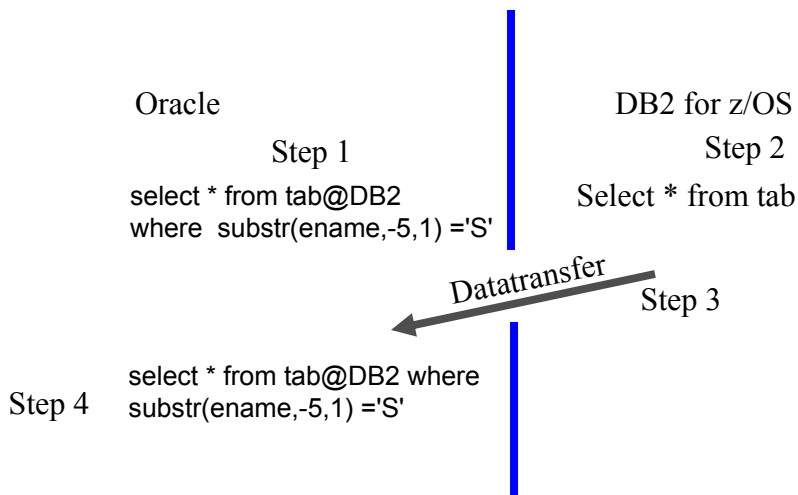 Oracle
DB2 for z/OS
Step 1
Step 2
select * from tab@DB2
where  substr(ename,-5,1) ='S'
Select * from tab
Datatransfer
Step 3
select * from tab@DB2 where
substr(ename,-5,1) ='S'
Step 4